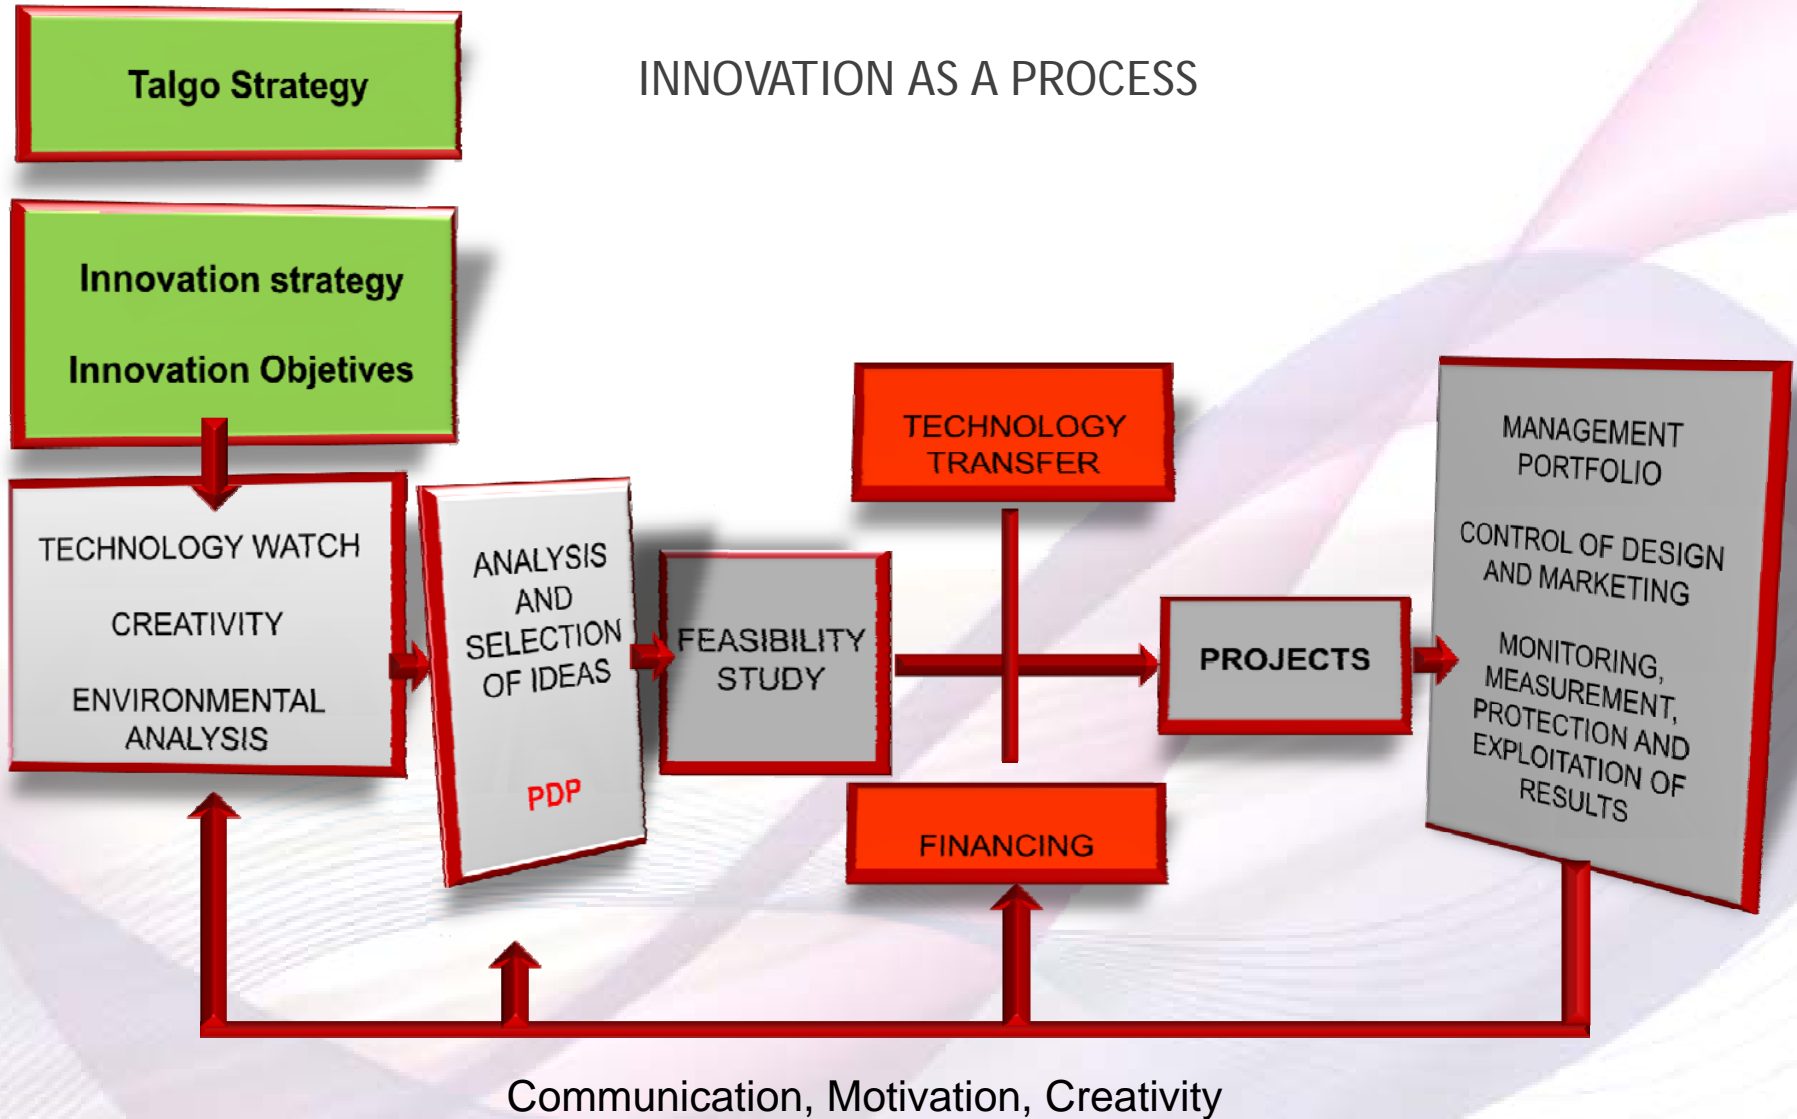 Talgo Strategy
INNOVATION AS A PROCESS
Innovation strategy
Innovation Objetives
TECHNOLOGY WATCH
CREATIVITY
ENVIRONMENTAL
ANALYSIS
ANALYSIS
AND
SELECTION
OF IDEAS
PDP
FEASIBILITY
STUDY
TECHNOLOGY
TRANSFER
FINANCING
PROJECTS
MANAGEMENT
PORTFOLIO
CONTROL OF DESIGN
AND MARKETING
MONITORING,
MEASUREMENT,
PROTECTION AND
EXPLOITATION OF
RESULTS
Communication, Motivation, Creativity